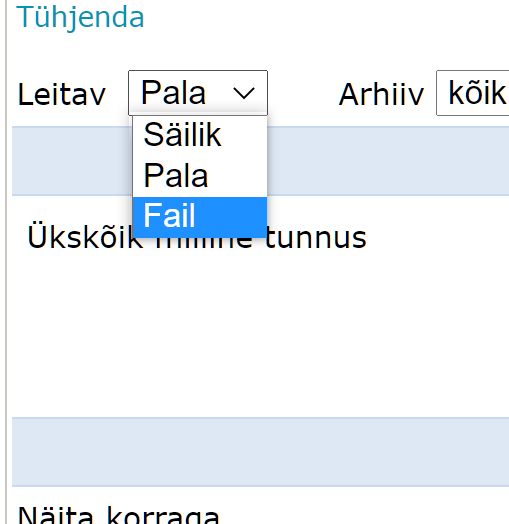 Tühjenda
Leitav Pala Arhiiv kõik
Säilik
Pala
Fail
Ükskõik milline tunnus
Näita korraga